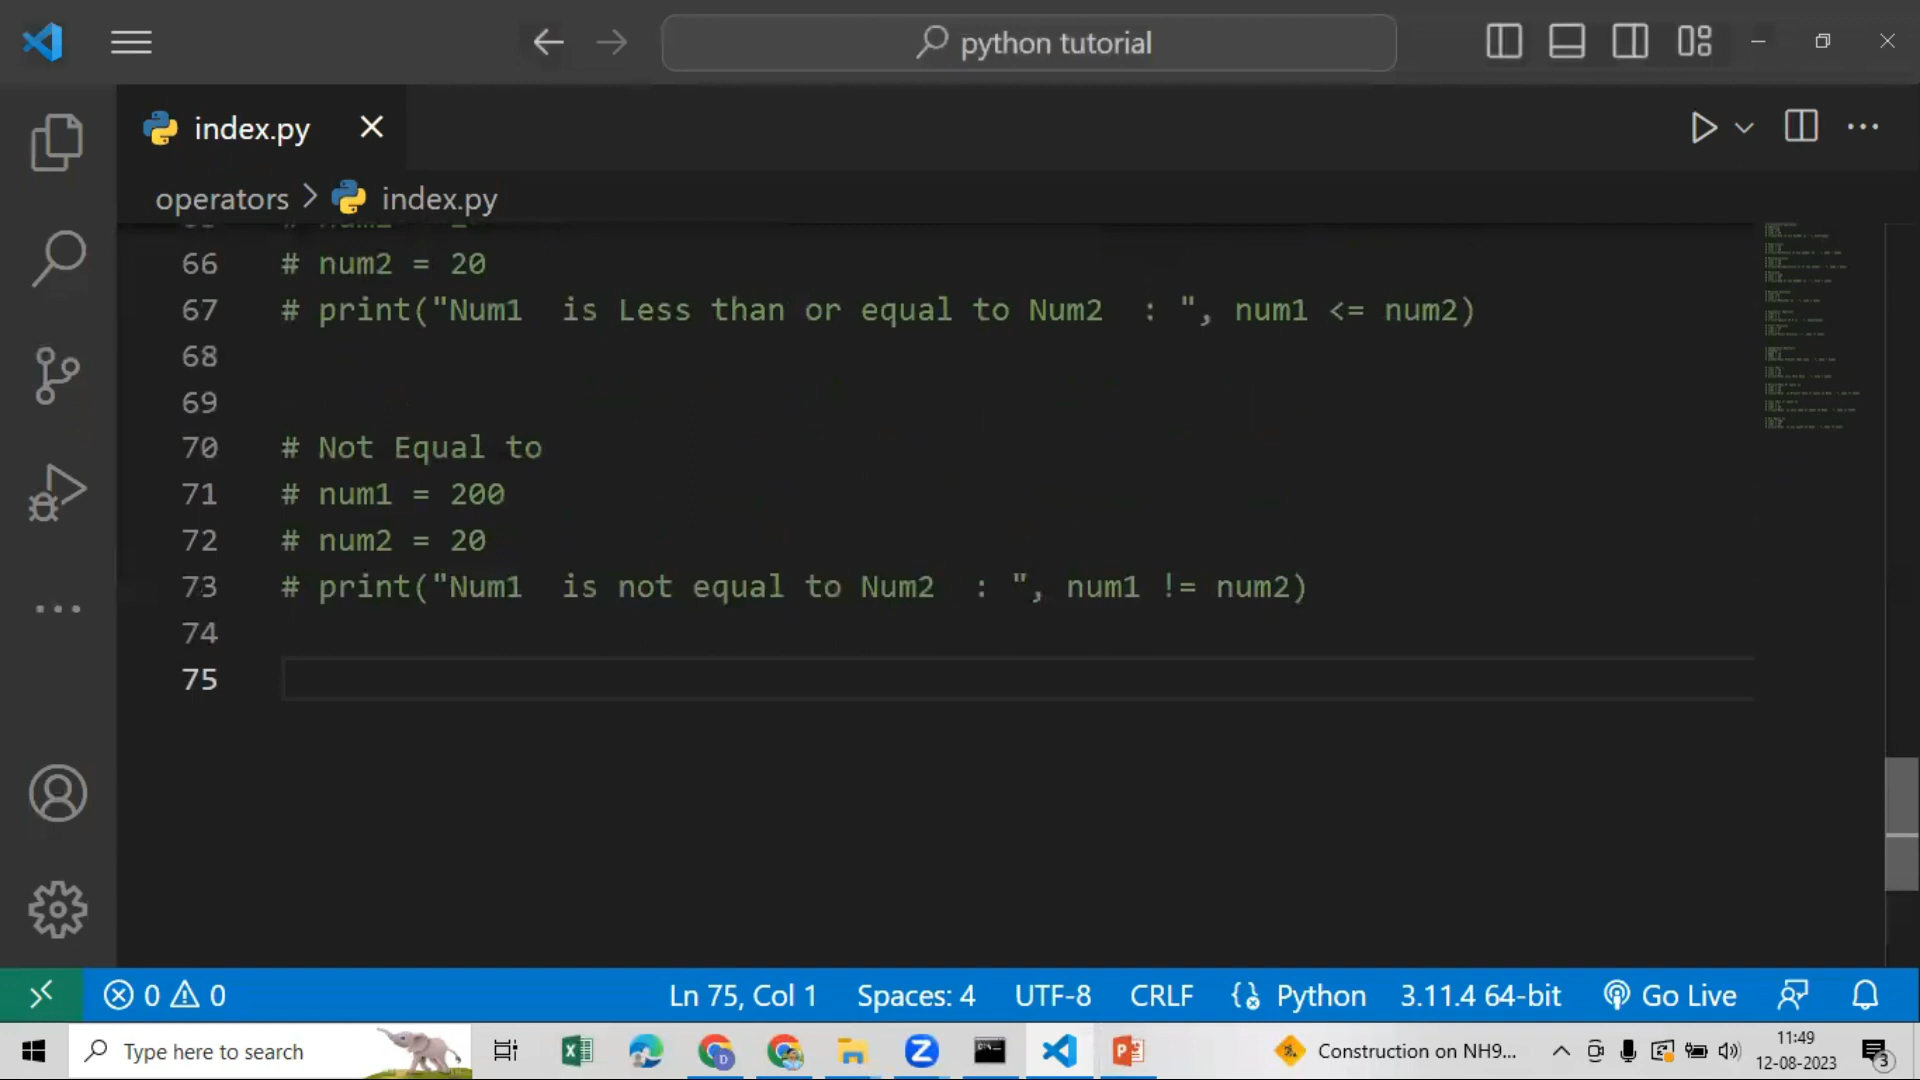 python tutorial
index.py
operators > index.py
66 # num2 = 20
67 # print("Num1  is Less than or equal to Num2  : ", num1 <= num2)
68
69
70 # Not Equal to
71 # num1 = 200
72 # num2 = 20
73 # print("Num1  is not equal to Num2  : ", num1 != num2)
74
75
0 0 Ln 75, Col 1 Spaces: 4 UTF-8 CRLF Python 3.11.4 64-bit Go Live
Type here to search Construction on NH9... 11:49
12-08-2023 3